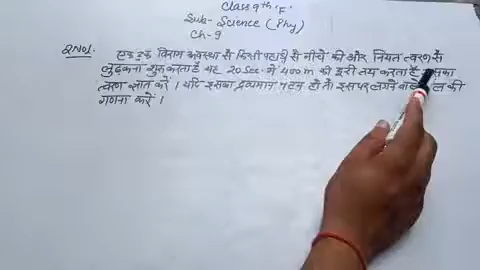 Class 9th 'F'
Sub- Science (Phy)
Ch-9
Q No1. एक ट्रक विराम अवस्था से किसी पहाड़ी से नीचे की ओर नियत त्वरण से
लुढ़कना शुरू करता है यह 20 Sec. में 400 m की दूरी तय करता है
त्वरण ज्ञात करें । यदि इसका द्रव्यमान 7 टन हो तो इस पर लगने वाले की
गणना करें ।